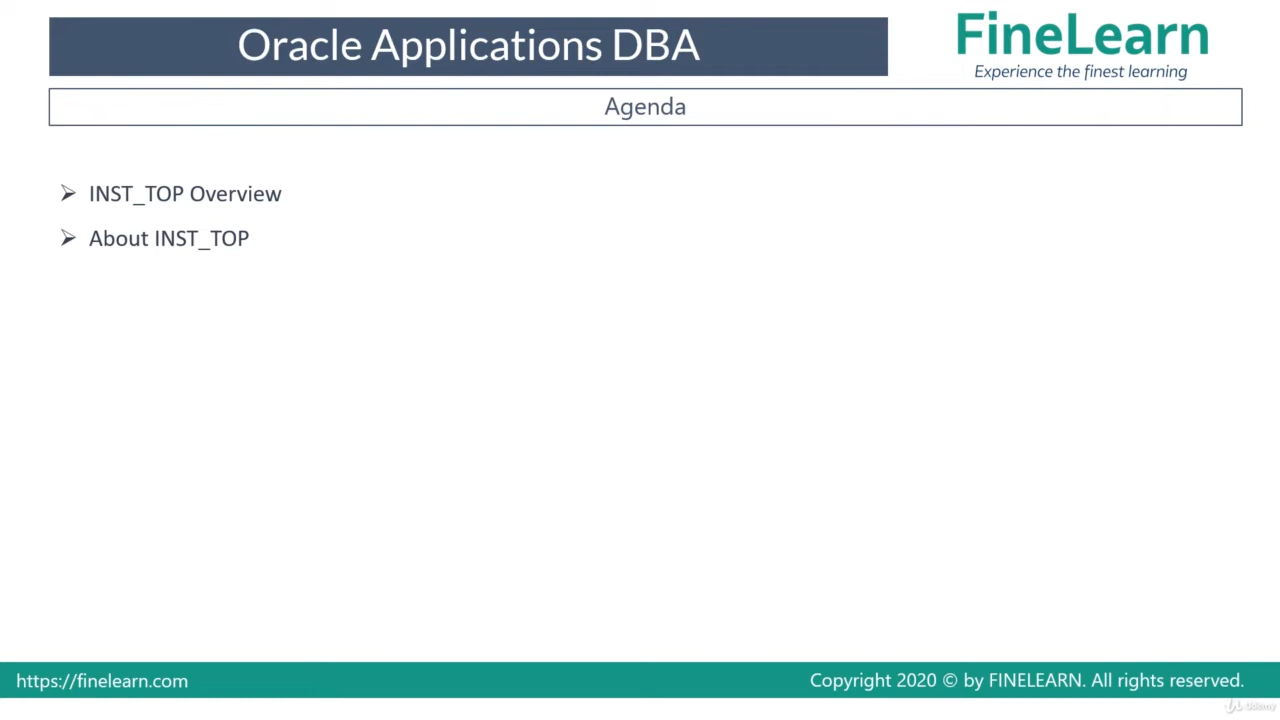 Oracle Applications DBA
FineLearn
Experience the finest learning
Agenda
➢ INST_TOP Overview
➢ About INST_TOP
https://finelearn.com
Copyright 2020 © by FINELEARN. All rights reserved.
Udemy